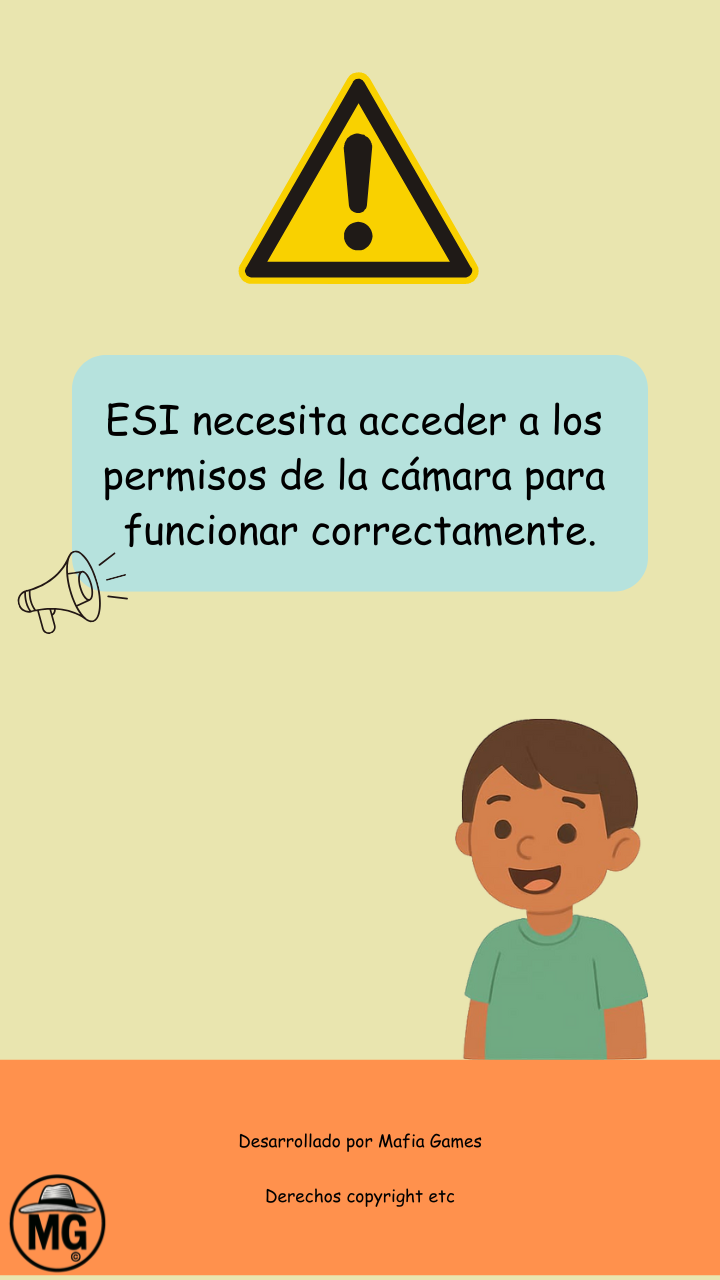 ESI necesita acceder a los
permisos de la cámara para
funcionar correctamente.
Desarrollado por Mafia Games
Derechos copyright etc
MG
©